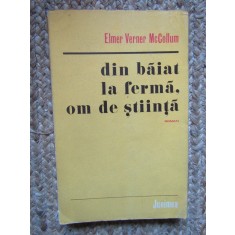 Elmer Verner McCollum
din băiat
la fermă,
om de știință
Junimea